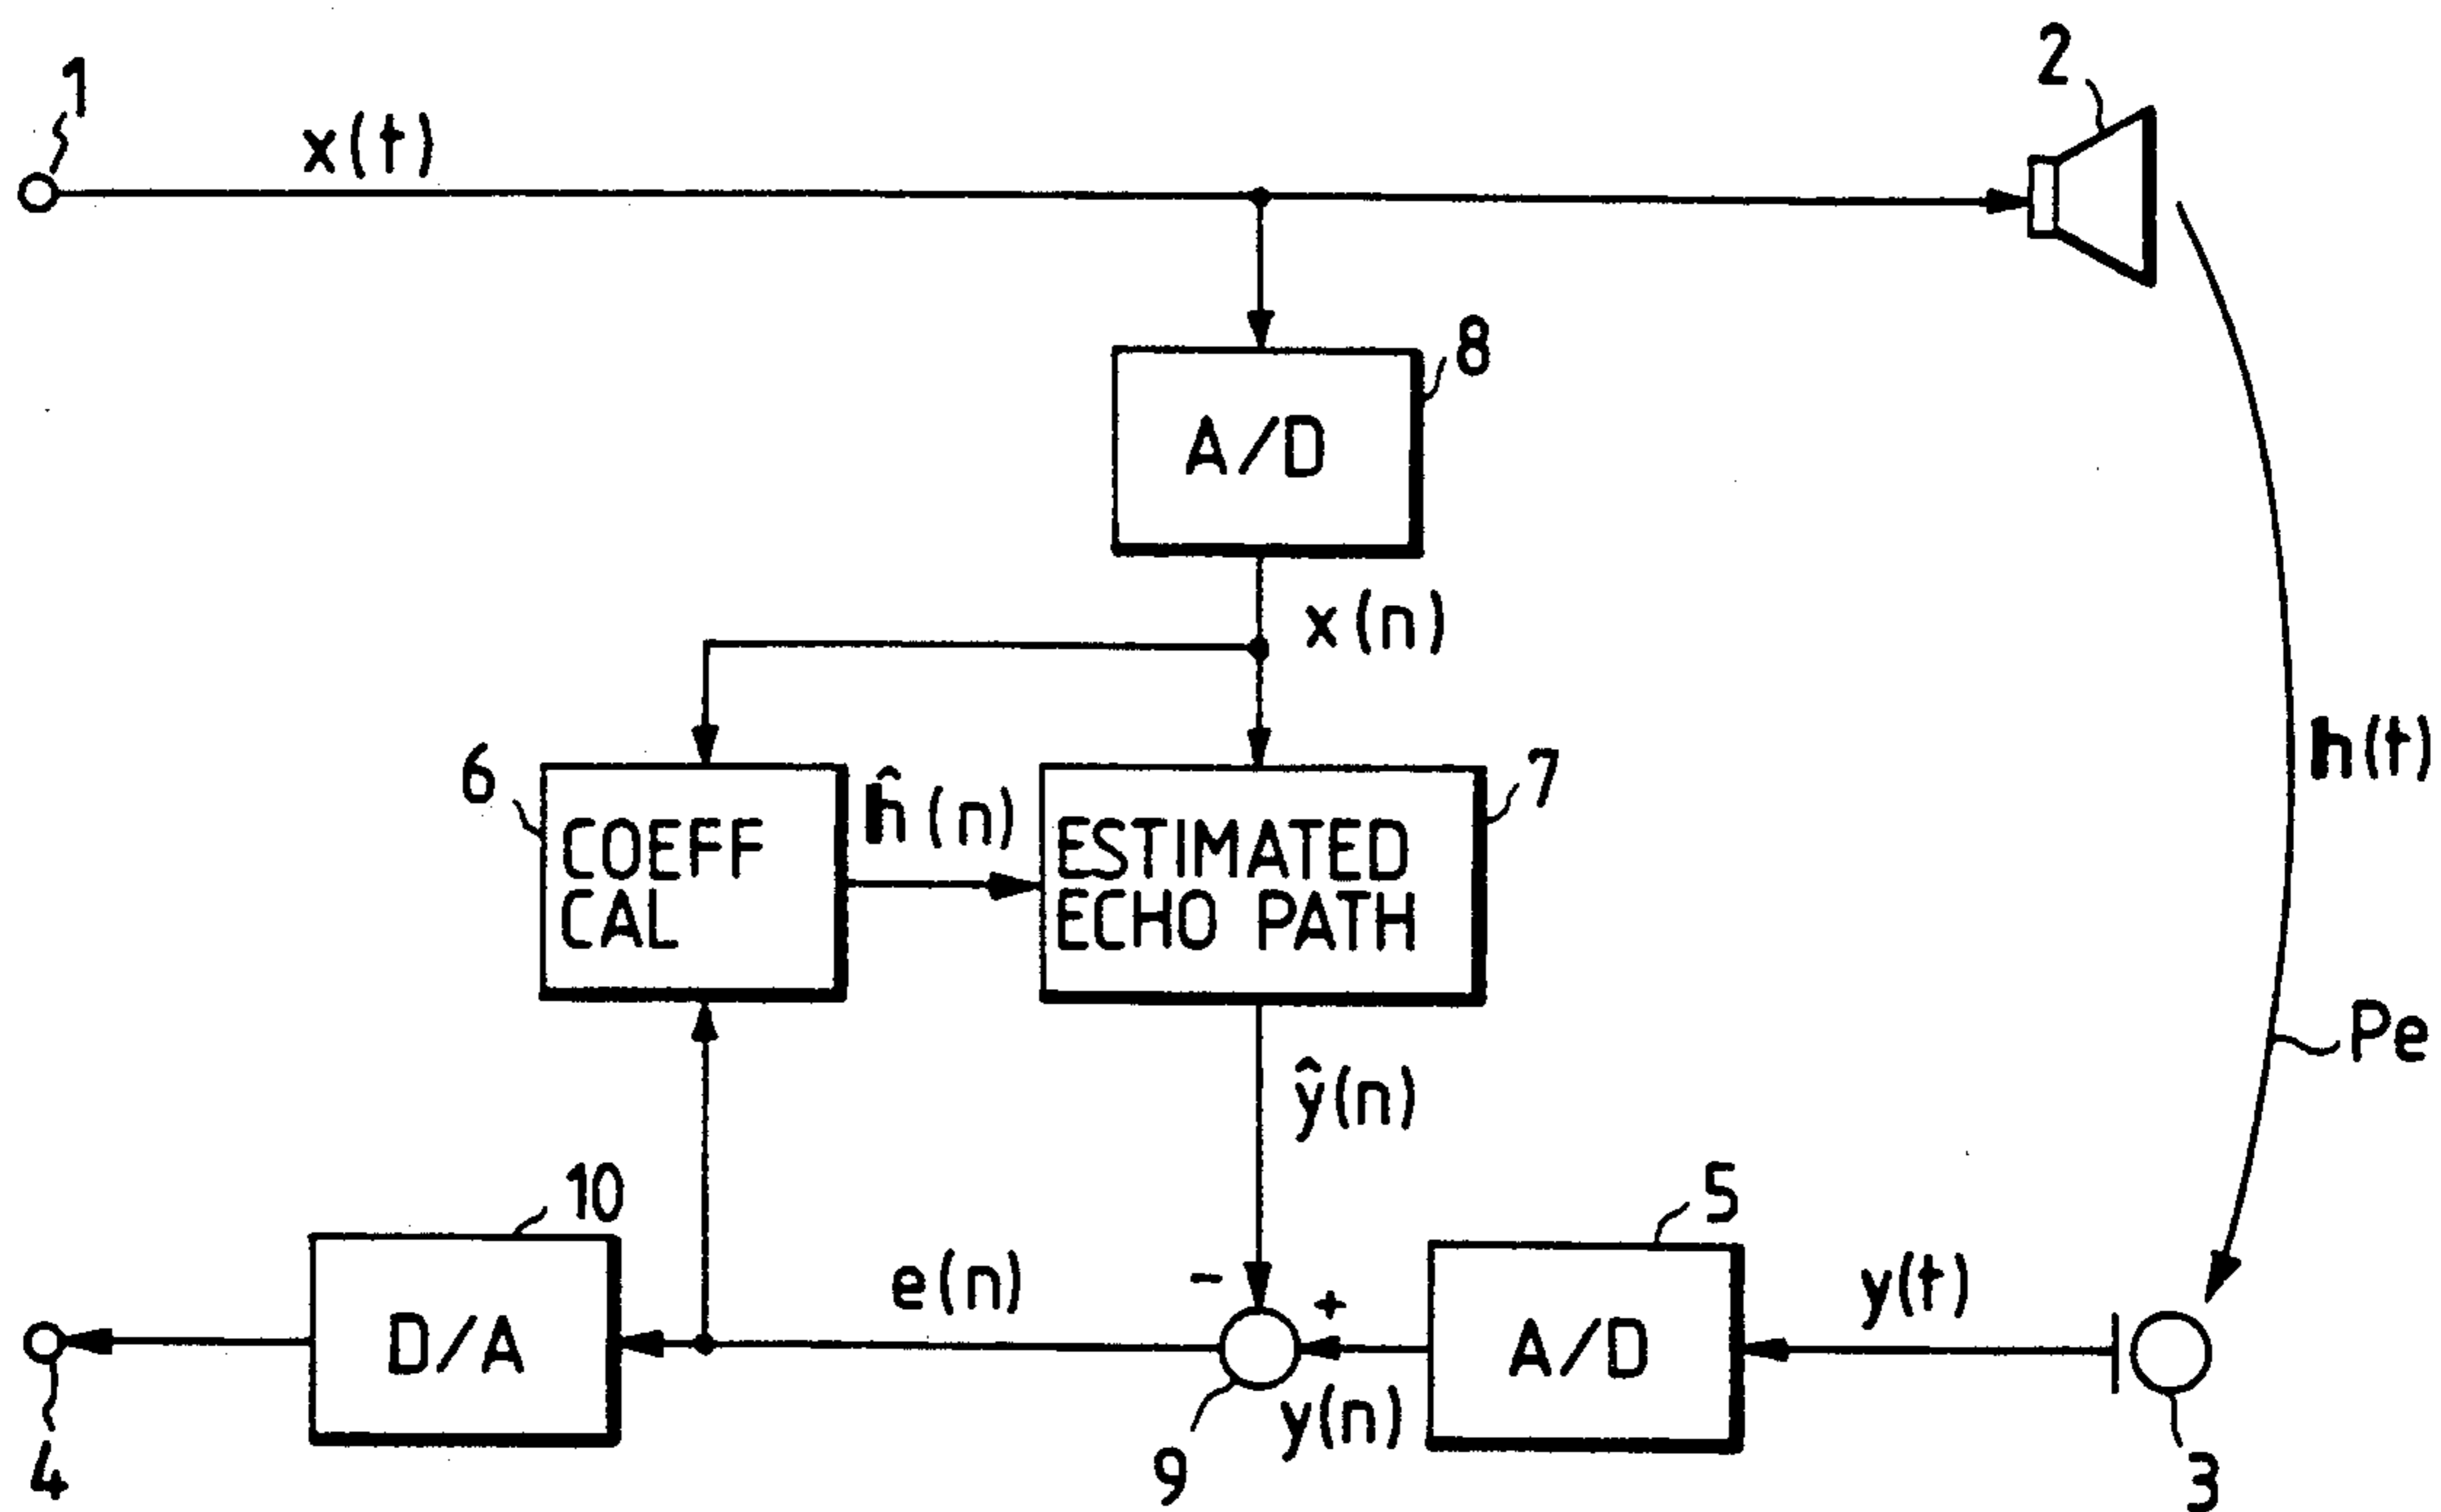 1
x(t)
2
8
A/D
x(n)
6
COEFF
CAL
ĥ(n)
7
ESTIMATED
ECHO PATH
h(t)
Pe
ŷ(n)
10
D/A
e(n)
-
+
5
A/D
y(t)
y(n)
4
9
3